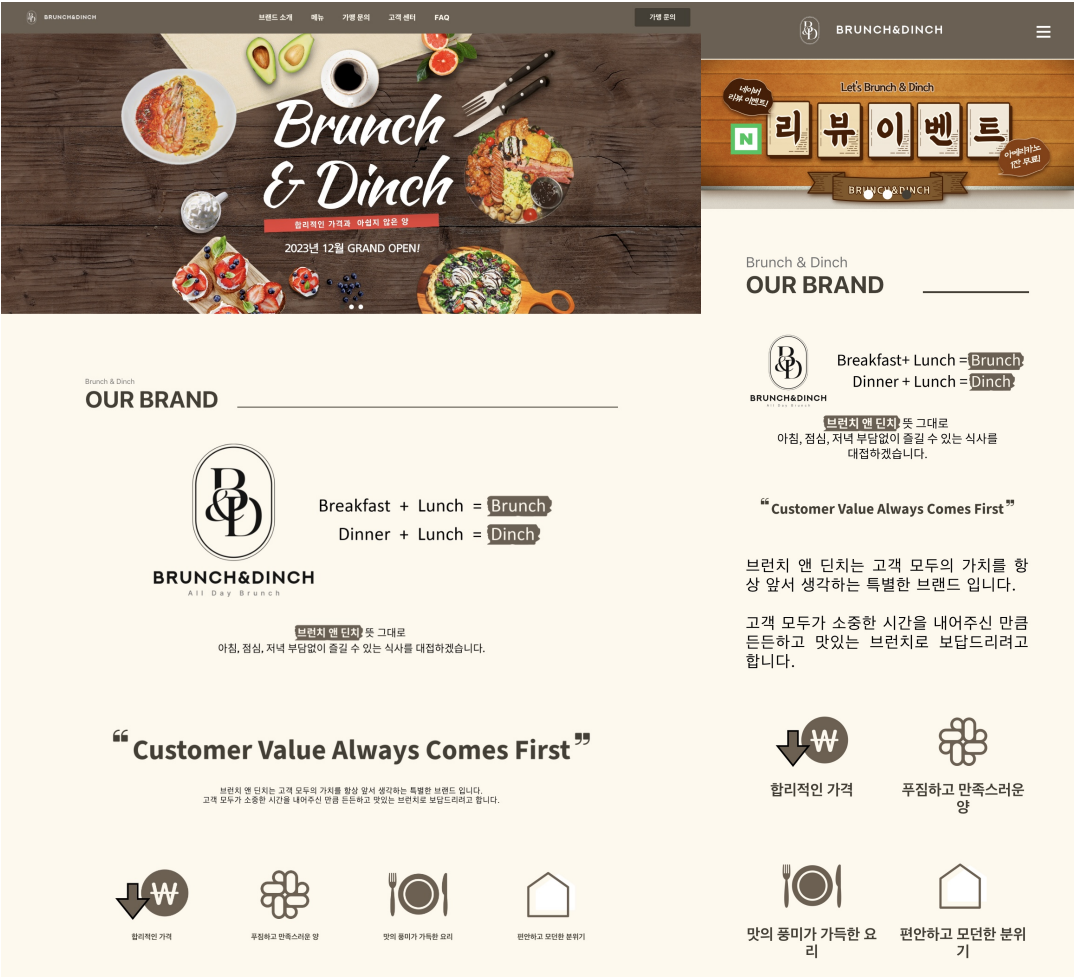 BRUNCH&DINCH
브랜드 소개 메뉴 가맹 문의 고객 센터 FAQ
가맹 문의
Brunch
& Dinch
합리적인 가격과 아쉽지 않은 양
2023년 12월 GRAND OPEN!
Brunch & Dinch
OUR BRAND
BRUNCH&DINCH
All Day Brunch
Breakfast + Lunch = Brunch
Dinner + Lunch = Dinch
브런치 앤 딘치 뜻 그대로
아침, 점심, 저녁 부담없이 즐길 수 있는 식사를 대접하겠습니다.
“Customer Value Always Comes First”
브런치 앤 딘치는 고객 모두의 가치를 항상 앞서 생각하는 특별한 브랜드 입니다.
고객 모두가 소중한 시간을 내어주신 만큼 든든하고 맛있는 브런치로 보답드리려고 합니다.
합리적인 가격
푸짐하고 만족스러운 양
맛의 풍미가 가득한 요리
편안하고 모던한 분위기
BRUNCH&DINCH
네이버
리뷰 이벤트!
Let's Brunch & Dinch
N
리뷰이벤트
아메리카노
1잔 무료!
BRUNCH&DINCH
Brunch & Dinch
OUR BRAND
BRUNCH&DINCH
All Day Brunch
Breakfast+ Lunch = Brunch
Dinner + Lunch = Dinch
브런치 앤 딘치 뜻 그대로
아침, 점심, 저녁 부담없이 즐길 수 있는 식사를
대접하겠습니다.
“Customer Value Always Comes First”
브런치 앤 딘치는 고객 모두의 가치를 항
상 앞서 생각하는 특별한 브랜드 입니다.
고객 모두가 소중한 시간을 내어주신 만큼
든든하고 맛있는 브런치로 보답드리려고
합니다.
합리적인 가격
푸짐하고 만족스러운
양
맛의 풍미가 가득한 요
리
편안하고 모던한 분위
기